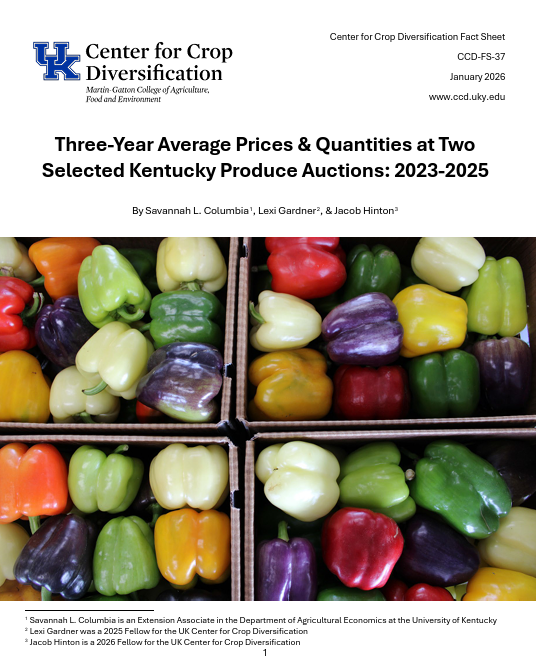 UK
Center for Crop
Diversification
Martin-Gatton College of Agriculture,
Food and Environment
Center for Crop Diversification Fact Sheet
CCD-FS-37
January 2026
www.ccd.uky.edu
Three-Year Average Prices & Quantities at Two
Selected Kentucky Produce Auctions: 2023-2025
By Savannah L. Columbia¹, Lexi Gardner², & Jacob Hinton³
¹ Savannah L. Columbia is an Extension Associate in the Department of Agricultural Economics at the University of Kentucky
² Lexi Gardner was a 2025 Fellow for the UK Center for Crop Diversification
³ Jacob Hinton is a 2026 Fellow for the UK Center for Crop Diversification
1